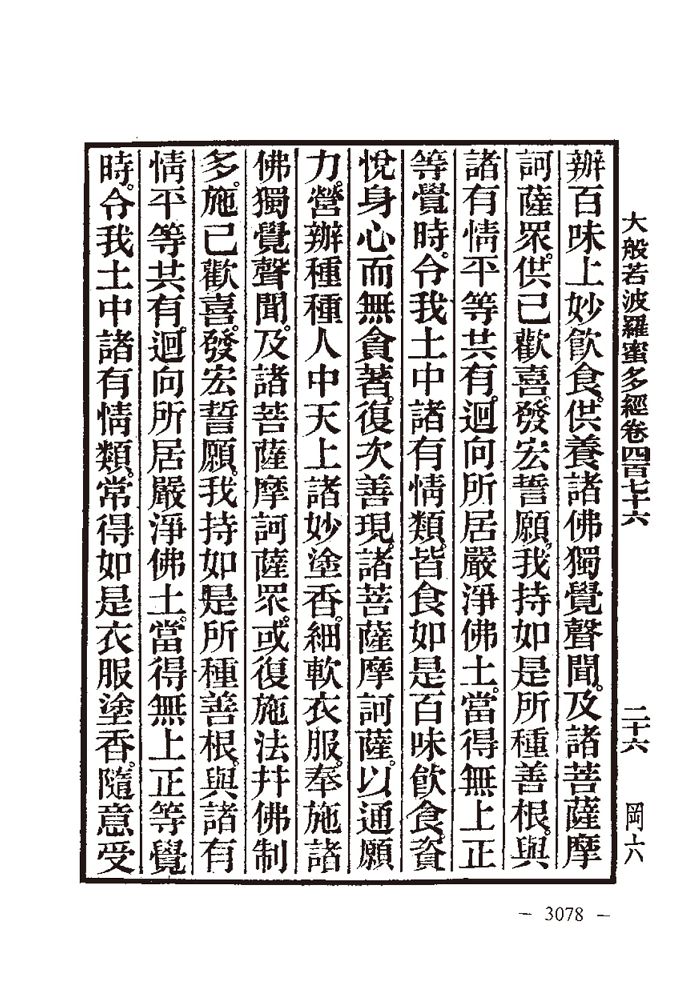 大般若波羅蜜多經卷四百七十六
二十六
岡六
辦百味上妙飲食。供養諸佛獨覺聲聞。及諸菩薩摩
訶薩眾。供已歡喜。發宏誓願。我持如是所種善根。與
諸有情平等共有。迴向所居嚴淨佛土。當得無上正
等覺時。令我土中諸有情類。皆食如是百味飲食。資
悅身心而無貪著。復次善現。諸菩薩摩訶薩。以通願
力。營辦種種人中天上諸妙塗香。細軟衣服。奉施諸
佛獨覺聲聞。及諸菩薩摩訶薩眾。或復施法并佛制
多。施已歡喜。發宏誓願。我持如是所種善根。與諸有
情平等共有。迴向所居嚴淨佛土。當得無上正等覺
時。令我土中諸有情類。常得如是衣服塗香。隨意受
— 3078 —